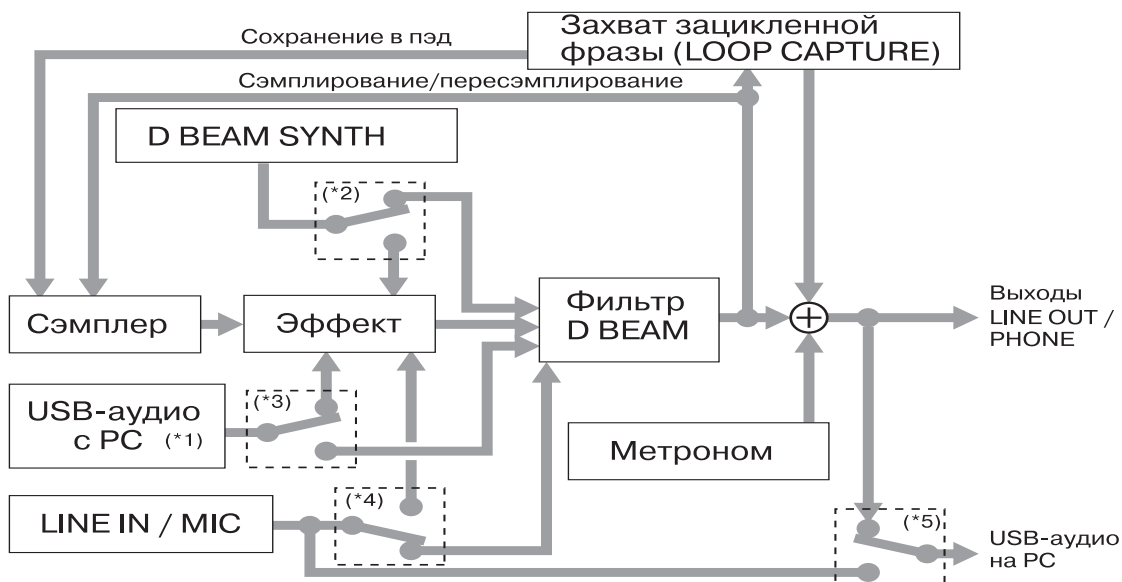 Захват зацикленной
фразы (LOOP CAPTURE)
Сохранение в пэд
Сэмплирование/пересэмплирование
D BEAM SYNTH
(*2)
Сэмплер
Эффект
Фильтр
D BEAM
Выходы
LINE OUT /
PHONE
USB-аудио
с PC (*1)
(*3)
Метроном
LINE IN / MIC
(*4)
(*5)
USB-аудио
на PC